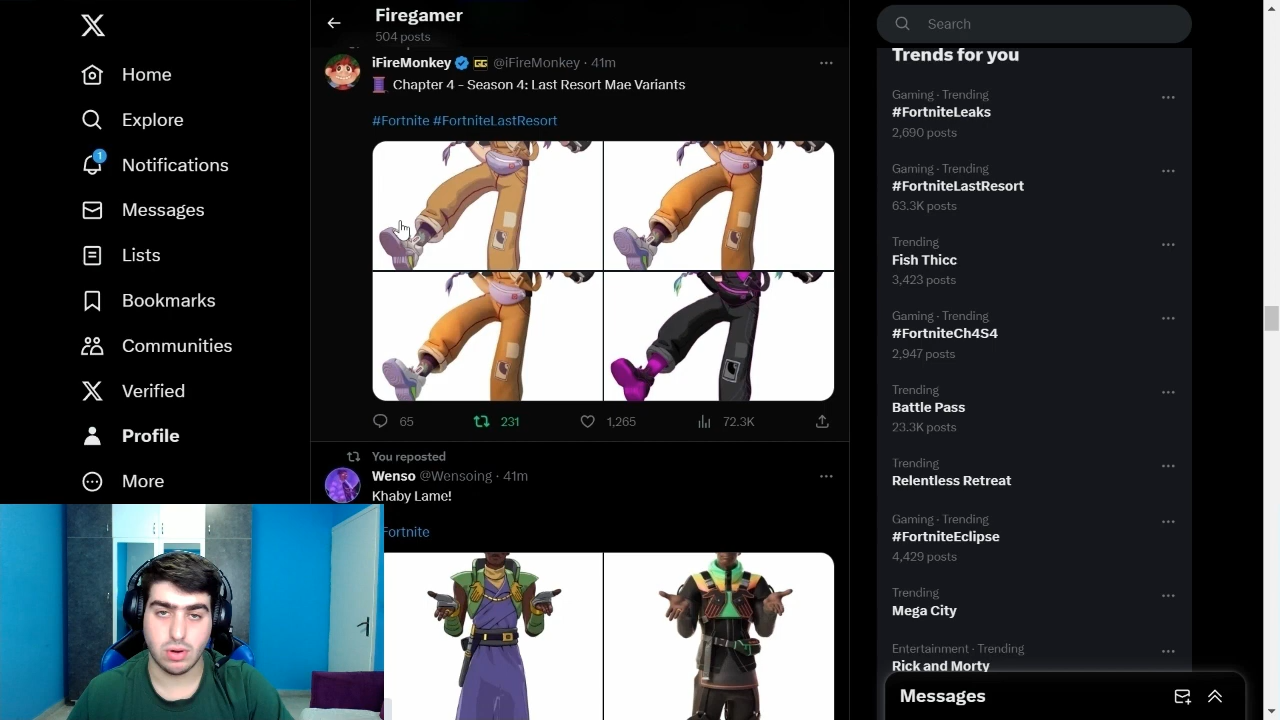 Firegamer
504 posts
Home
Explore
1
Notifications
Messages
Lists
Bookmarks
Communities
Verified
Profile
More
iFireMonkey GG @iFireMonkey · 41m
Chapter 4 - Season 4: Last Resort Mae Variants
#Fortnite #FortniteLastResort
65 231 1,265 72.3K
You reposted
Wenso @Wensoing · 41m
Khaby Lame!
Fortnite
Search
Trends for you
Gaming · Trending
#FortniteLeaks
2,690 posts
Gaming · Trending
#FortniteLastResort
63.3K posts
Trending
Fish Thicc
3,423 posts
Gaming · Trending
#FortniteCh4S4
2,947 posts
Trending
Battle Pass
23.3K posts
Trending
Relentless Retreat
Gaming · Trending
#FortniteEclipse
4,429 posts
Trending
Mega City
Entertainment · Trending
Rick and Morty
Messages